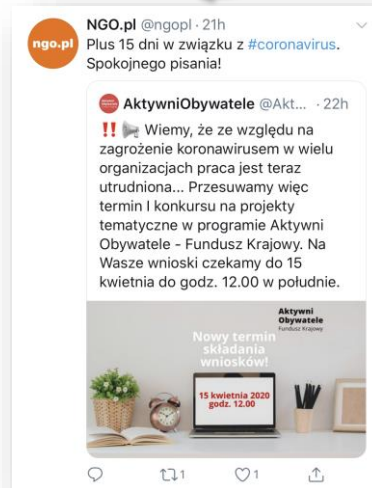 ngo.pl
NGO.pl @ngopl · 21h
Plus 15 dni w związku z #coronavirus.
Spokojnego pisania!
AktywniObywatele @Akt... · 22h
‼️ 📢 Wiemy, że ze względu na
zagrożenie koronawirusem w wielu
organizacjach praca jest teraz
utrudniona... Przesuwamy więc
termin I konkursu na projekty
tematyczne w programie Aktywni
Obywatele - Fundusz Krajowy. Na
Wasze wnioski czekamy do 15
kwietnia do godz. 12.00 w południe.
Aktywni
Obywatele
Fundusz Krajowy
Nowy termin
składania
wniosków!
15 kwietnia 2020
godz. 12.00
1
1